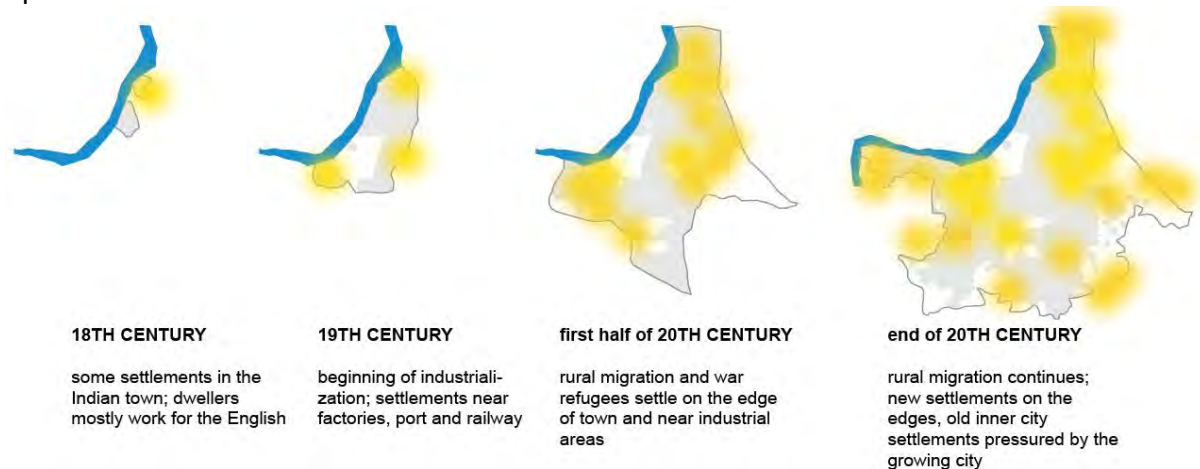 18TH CENTURY
some settlements in the
Indian town; dwellers
mostly work for the English
19TH CENTURY
beginning of industriali-
zation; settlements near
factories, port and railway
first half of 20TH CENTURY
rural migration and war
refugees settle on the edge
of town and near industrial
areas
end of 20TH CENTURY
rural migration continues;
new settlements on the
edges, old inner city
settlements pressured by the
growing city